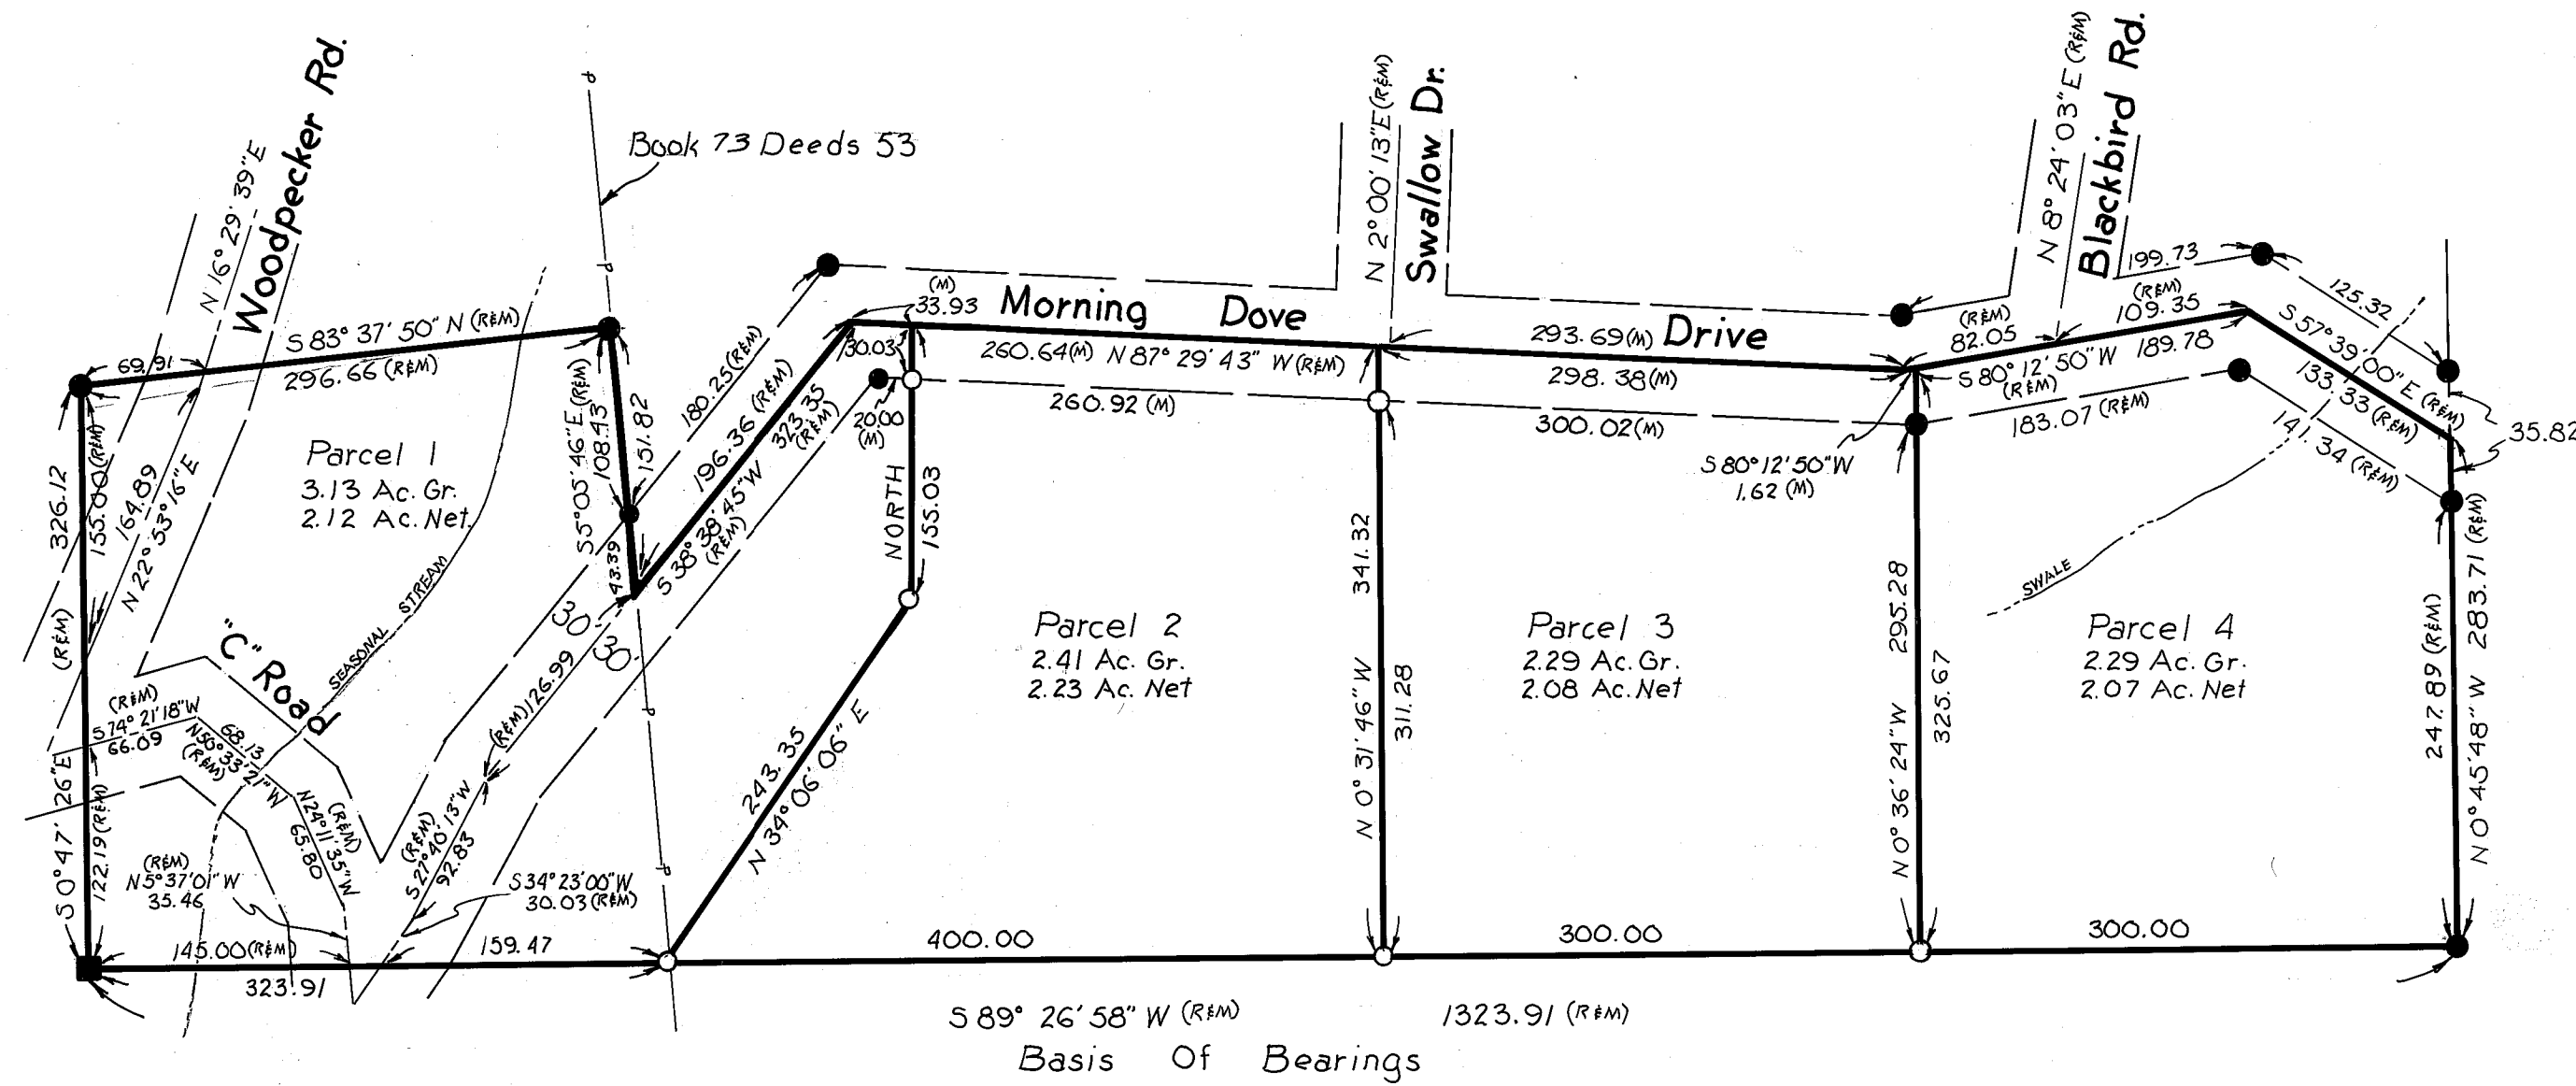 Woodpecker Rd.
N 16° 29' 39" E
Book 73 Deeds 53
N 2° 00' 13" E (R&M)
Swallow Dr.
N 8° 24' 03" E (R&M)
Blackbird Rd.
69.91
S 83° 37' 50" N (R&M)
296.66 (R&M)
(M)
33.93
Morning Dove Drive
260.64 (M) N 87° 29' 43" W (R&M)
293.69 (M)
298.38 (M)
(R&M)
82.05
199.73
(R&M)
109.35
S 80° 12' 50" W 189.78
(R&M)
125.32
S 57° 39' 00" E (R&M)
133.33 (R&M)
141.34 (R&M)
35.82
183.07 (R&M)
180.25 (R&M)
196.36 (R&M)
323.35
(R&M)
S 38° 38' 45" W
(R&M)
30.03
20.00
(M)
260.92 (M)
300.02 (M)
S 80° 12' 50" W
1.62 (M)
S 5° 05' 46" E (R&M)
108.43
151.82
43.39
326.12
155.00 (R&M)
164.89
N 22° 53' 16" E
(R&M)
S 0° 47' 26" E
122.19 (R&M)
Parcel 1
3.13 Ac. Gr.
2.12 Ac. Net.
SEASONAL STREAM
"C" Road
30'
30'
NORTH
155.03
(R&M) 126.99
243.35
N 34° 06' 06" E
Parcel 2
2.41 Ac. Gr.
2.23 Ac. Net
341.32
N 0° 31' 46" W
311.28
Parcel 3
2.29 Ac. Gr.
2.08 Ac. Net
295.28
N 0° 36' 24" W
325.67
SWALE
Parcel 4
2.29 Ac. Gr.
2.07 Ac. Net
247.89 (R&M)
N 0° 45' 48" W 283.71 (R&M)
(R&M)
S 74° 21' 18" W
66.09
68.13
N 50° 33' 21" W
(R&M)
(R&M)
N 24° 11' 35" W
65.80
(R&M)
S 27° 40' 13" W
92.83
(R&M)
N 5° 37' 01" W
35.46
S 34° 23' 00" W
30.03 (R&M)
145.00 (R&M)
159.47
323.91
400.00
300.00
300.00
S 89° 26' 58" W (R&M) 1323.91 (R&M)
Basis Of Bearings